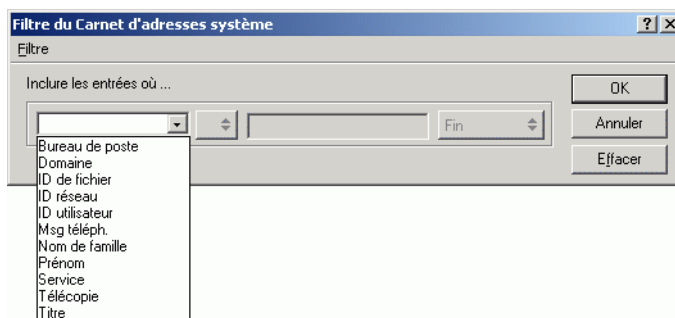 Filtre du Carnet d'adresses système
Filtre
Inclure les entrées où ...
OK
Fin
Annuler
Effacer
Bureau de poste
Domaine
ID de fichier
ID réseau
ID utilisateur
Msg téléph.
Nom de famille
Prénom
Service
Télécopie
Titre